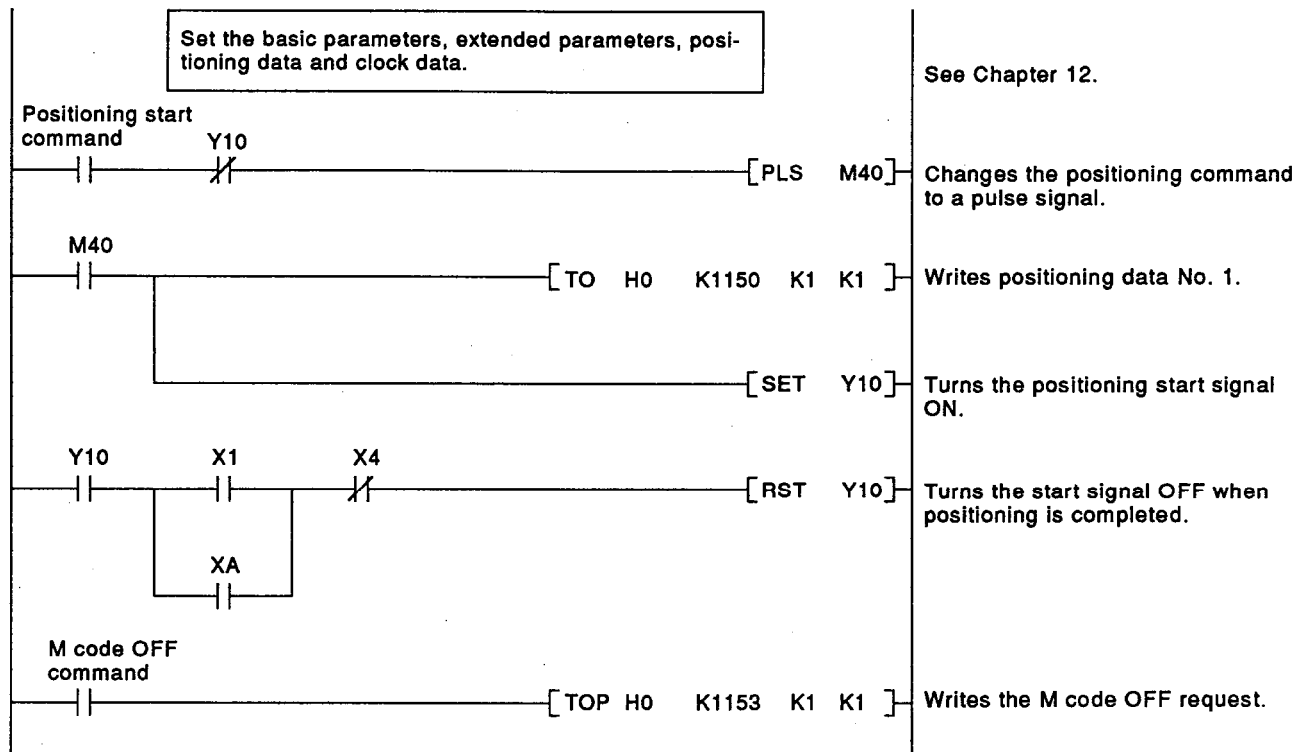 Set the basic parameters, extended parameters, posi-
tioning data and clock data.
See Chapter 12.
Positioning start
command
Y10
PLS M40
Changes the positioning command
to a pulse signal.
M40
TO H0 K1150 K1 K1
Writes positioning data No. 1.
SET Y10
Turns the positioning start signal
ON.
Y10 X1 X4
RST Y10
Turns the start signal OFF when
positioning is completed.
XA
M code OFF
command
TOP H0 K1153 K1 K1
Writes the M code OFF request.